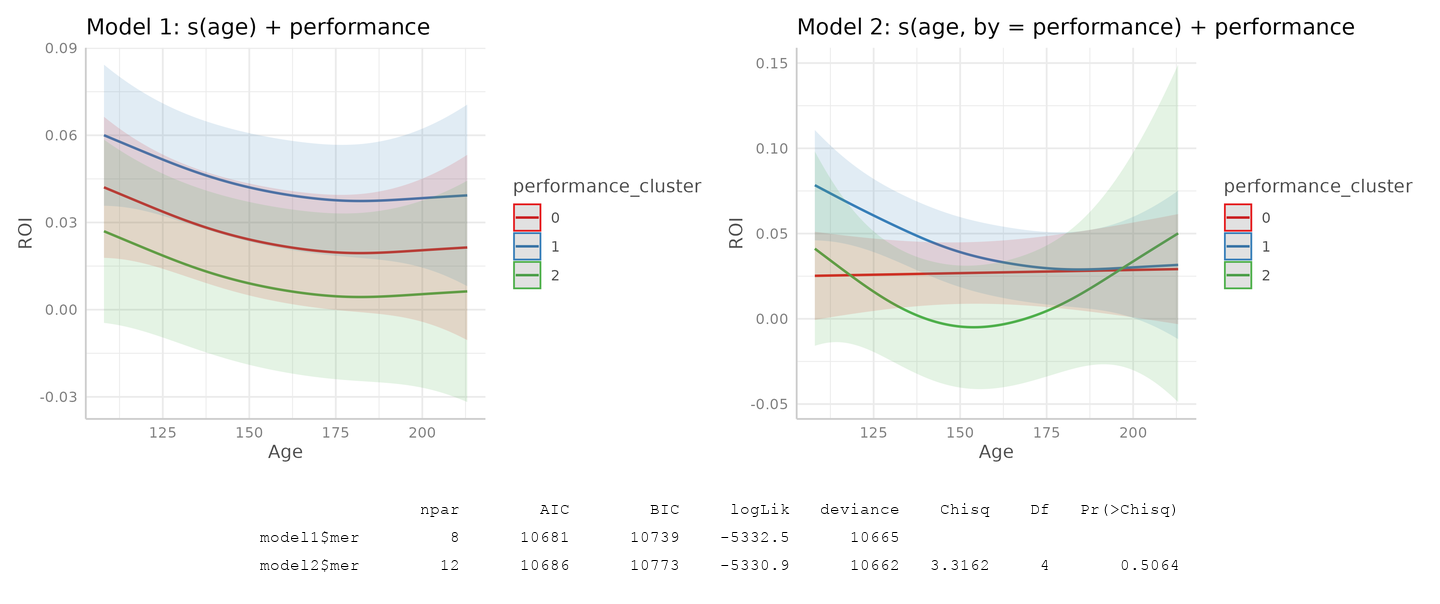 Model 1: s(age) + performance
0.09
0.06
0.03
0.00
-0.03
ROI
125 150 175 200
Age
performance_cluster
0
1
2
Model 2: s(age, by = performance) + performance
0.15
0.10
0.05
0.00
-0.05
ROI
125 150 175 200
Age
performance_cluster
0
1
2
npar AIC BIC logLik deviance Chisq Df Pr(>Chisq)
model1$mer 8 10681 10739 -5332.5 10665
model2$mer 12 10686 10773 -5330.9 10662 3.3162 4 0.5064